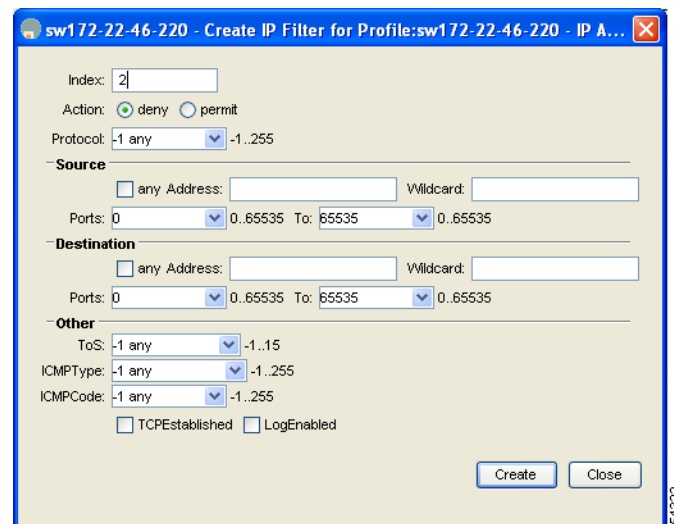 sw172-22-46-220 - Create IP Filter for Profile:sw172-22-46-220 - IP A...
Index: 2
Action: deny permit
Protocol: -1 any -1..255
Source
any Address: Wildcard:
Ports: 0 0..65535 To: 65535 0..65535
Destination
any Address: Wildcard:
Ports: 0 0..65535 To: 65535 0..65535
Other
ToS: -1 any -1..15
ICMPType: -1 any -1..255
ICMPCode: -1 any -1..255
TCPEstablished LogEnabled
Create Close